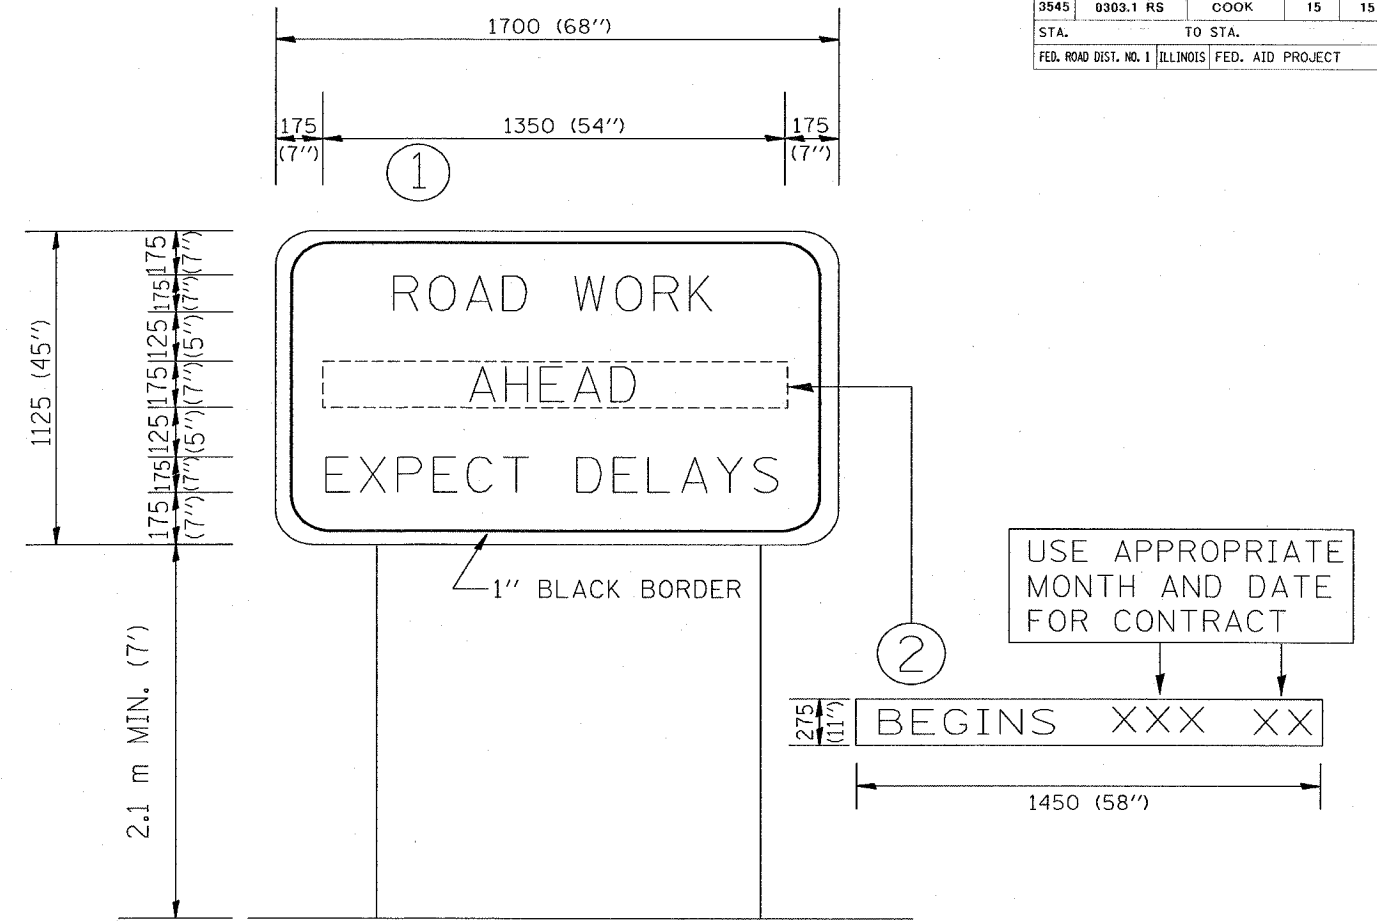 3545 0303.1 RS COOK 15 15
STA. TO STA.
FED. ROAD DIST. NO. 1 ILLINOIS FED. AID PROJECT
1700 (68")
175 1350 (54") 175
(7") (7")
1
1125 (45")
175 (7")
175 (7")
125 (5")
175 (7")
125 (5")
175 (7")
175 (7")
ROAD WORK
AHEAD
EXPECT DELAYS
1" BLACK BORDER
2.1 m MIN. (7')
2
USE APPROPRIATE
MONTH AND DATE
FOR CONTRACT
275
(11")
BEGINS XXX XX
1450 (58")